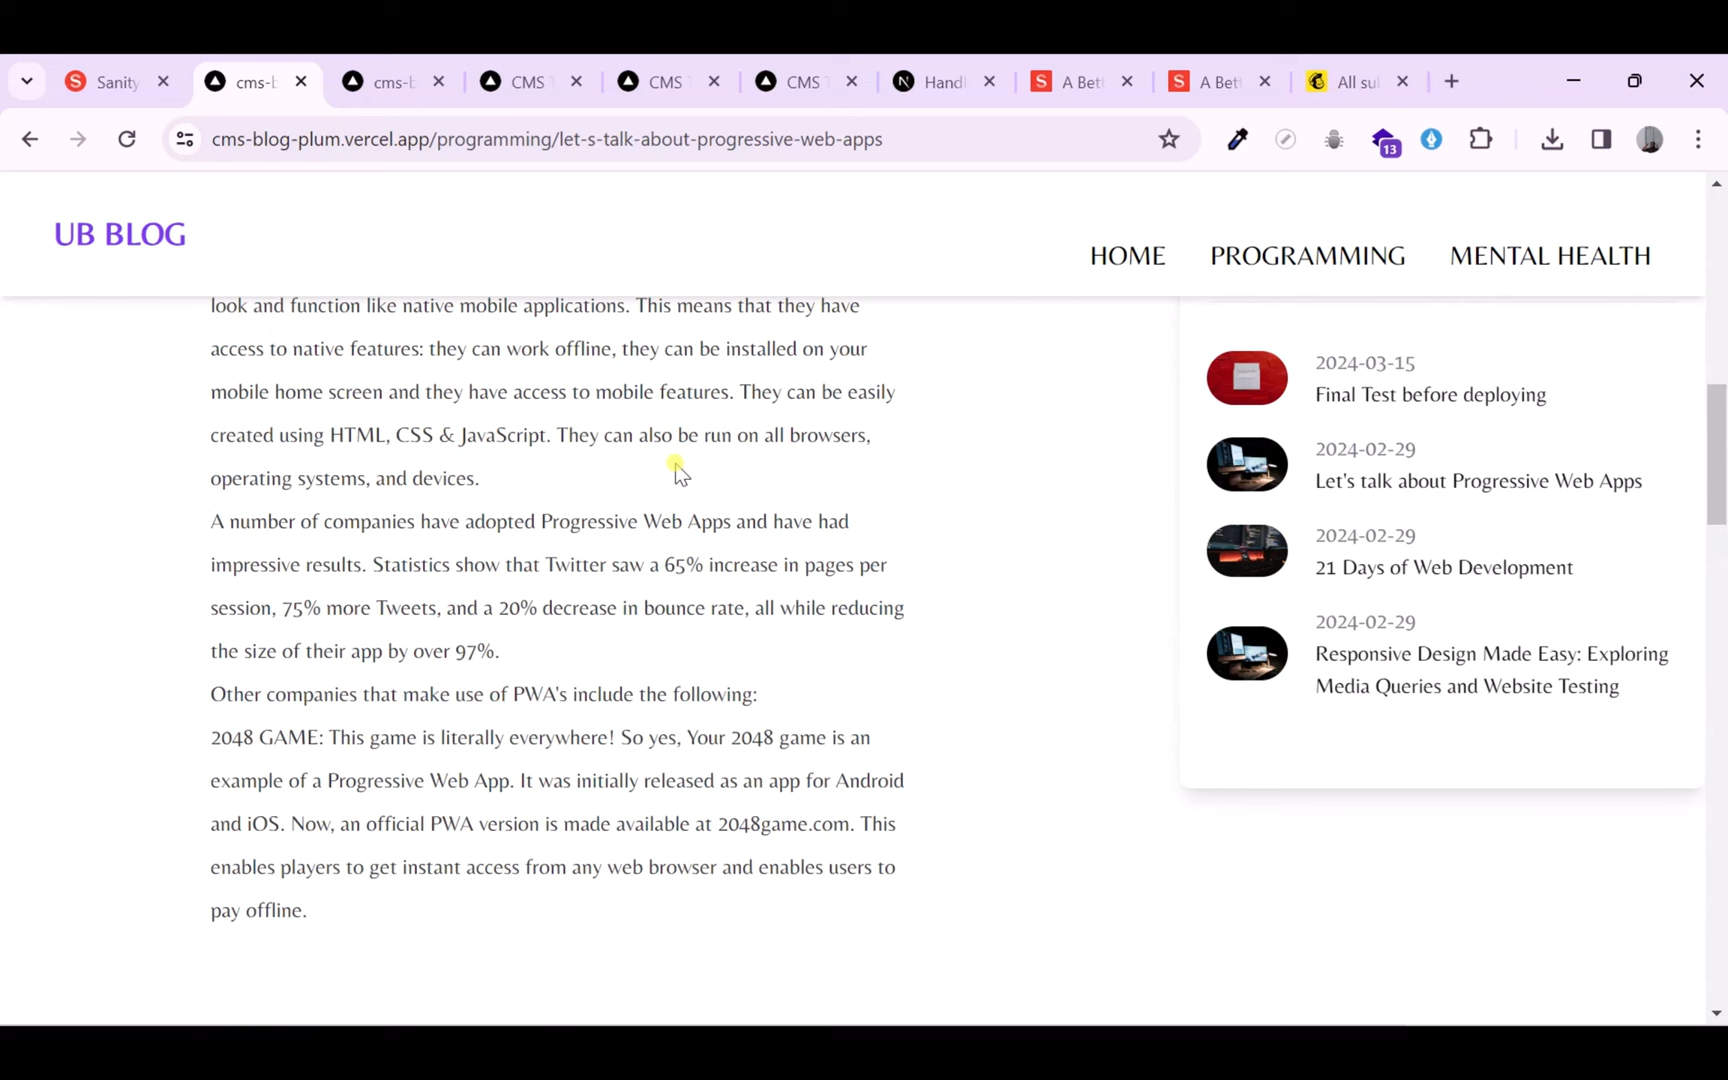 Sanity
cms-b
cms-b
CMS T
CMS T
CMS T
Handl
A Bett
A Bett
All sul
cms-blog-plum.vercel.app/programming/let-s-talk-about-progressive-web-apps
13
UB BLOG
HOME
PROGRAMMING
MENTAL HEALTH
look and function like native mobile applications. This means that they have
access to native features: they can work offline, they can be installed on your
mobile home screen and they have access to mobile features. They can be easily
created using HTML, CSS & JavaScript. They can also be run on all browsers,
operating systems, and devices.
A number of companies have adopted Progressive Web Apps and have had
impressive results. Statistics show that Twitter saw a 65% increase in pages per
session, 75% more Tweets, and a 20% decrease in bounce rate, all while reducing
the size of their app by over 97%.
Other companies that make use of PWA's include the following:
2048 GAME: This game is literally everywhere! So yes, Your 2048 game is an
example of a Progressive Web App. It was initially released as an app for Android
and iOS. Now, an official PWA version is made available at 2048game.com. This
enables players to get instant access from any web browser and enables users to
pay offline.
2024-03-15
Final Test before deploying
2024-02-29
Let's talk about Progressive Web Apps
2024-02-29
21 Days of Web Development
2024-02-29
Responsive Design Made Easy: Exploring
Media Queries and Website Testing